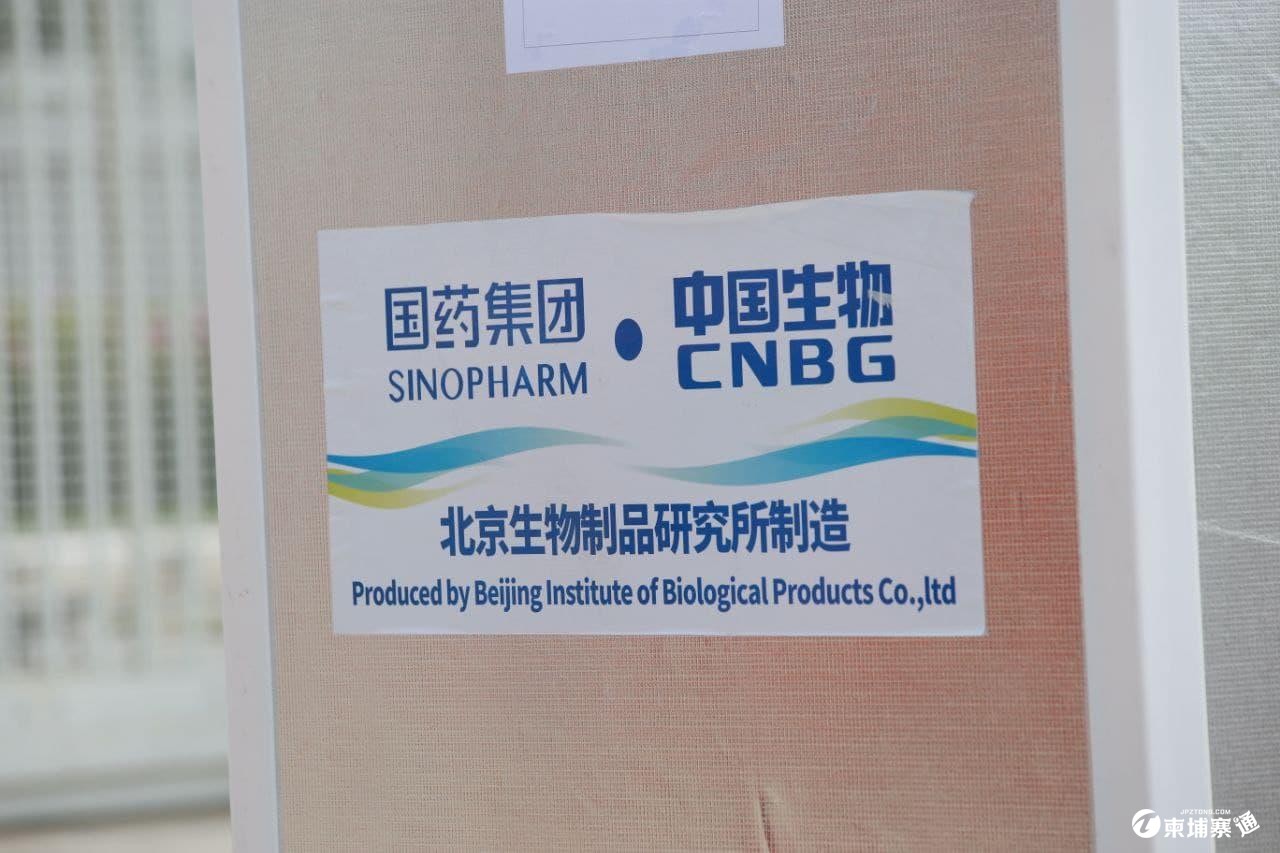 国药集团
SINOPHARM
中国生物
CNBG
北京生物制品研究所制造
Produced by Beijing Institute of Biological Products Co.,ltd
JPZTONG.COM
柬埔寨通